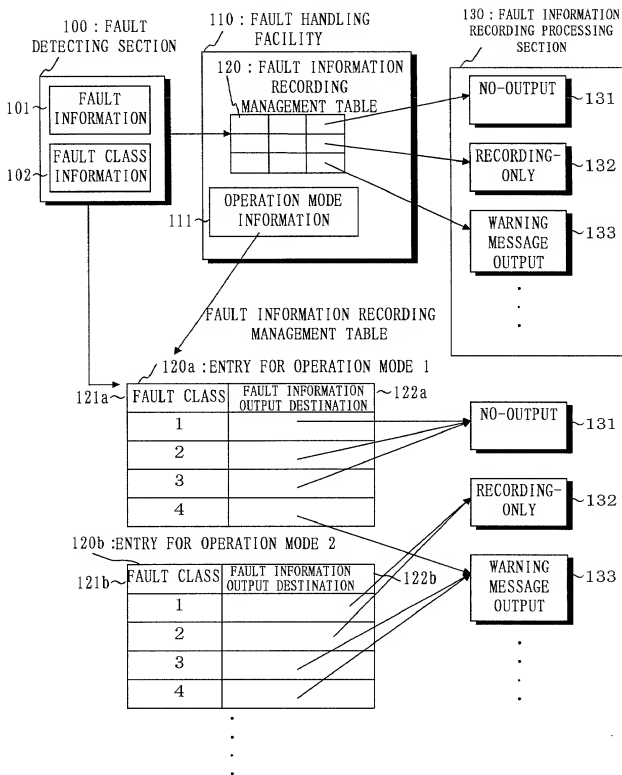 100 : FAULT
DETECTING SECTION
101
FAULT
INFORMATION
102
FAULT CLASS
INFORMATION
110 : FAULT HANDLING
FACILITY
120 : FAULT INFORMATION
RECORDING
MANAGEMENT TABLE
111
OPERATION MODE
INFORMATION
130 : FAULT INFORMATION
RECORDING PROCESSING
SECTION
NO-OUTPUT
131
RECORDING-
ONLY
132
WARNING
MESSAGE
OUTPUT
133
FAULT INFORMATION RECORDING
MANAGEMENT TABLE
120a : ENTRY FOR OPERATION MODE 1
121a
FAULT CLASS
FAULT INFORMATION
OUTPUT DESTINATION
122a
1
2
3
4
120b : ENTRY FOR OPERATION MODE 2
121b
FAULT CLASS
FAULT INFORMATION
OUTPUT DESTINATION
122b
1
2
3
4
NO-OUTPUT
131
RECORDING-
ONLY
132
WARNING
MESSAGE
OUTPUT
133